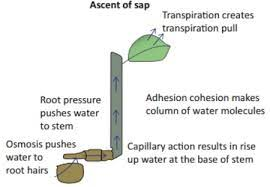 Ascent of sap
Transpiration creates
transpiration pull
Root pressure
pushes water
to stem
Adhesion cohesion makes
column of water molecules
Osmosis pushes
water to
root hairs
Capillary action results in rise
up water at the base of stem